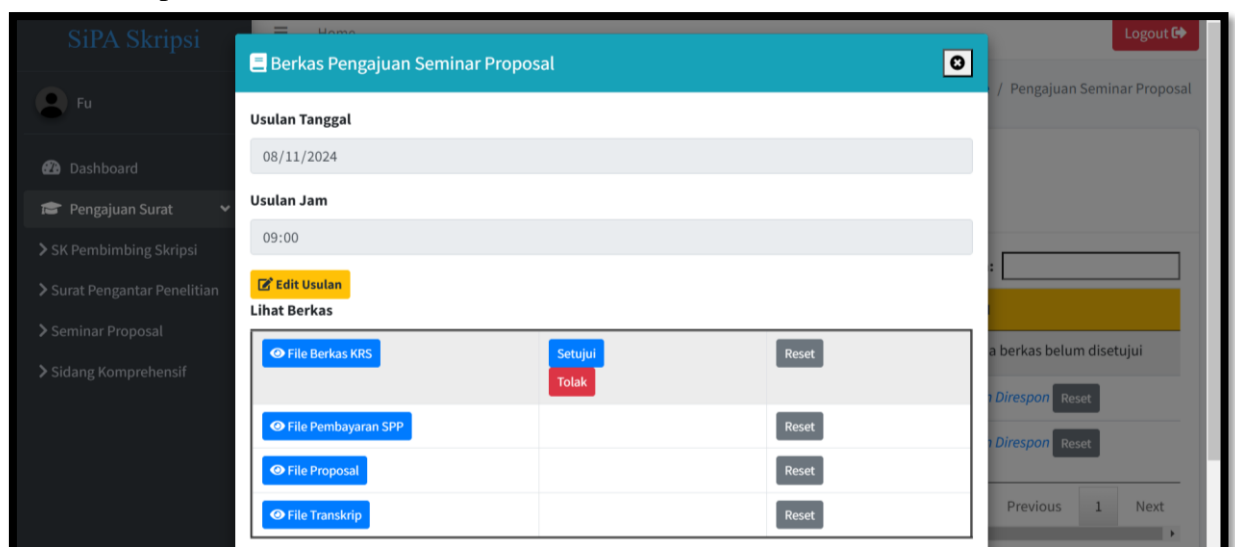 SiPA Skripsi
Home
Logout
Berkas Pengajuan Seminar Proposal
/ Pengajuan Seminar Proposal
Fu
Usulan Tanggal
08/11/2024
Dashboard
Pengajuan Surat
Usulan Jam
09:00
SK Pembimbing Skripsi
:
Edit Usulan
Surat Pengantar Penelitian
Lihat Berkas
Seminar Proposal
File Berkas KRS
Setujui
Reset
berkas belum disetujui
Sidang Komprehensif
Tolak
Direspon Reset
File Pembayaran SPP
Reset
Direspon Reset
File Proposal
Reset
File Transkrip
Reset
Previous 1 Next